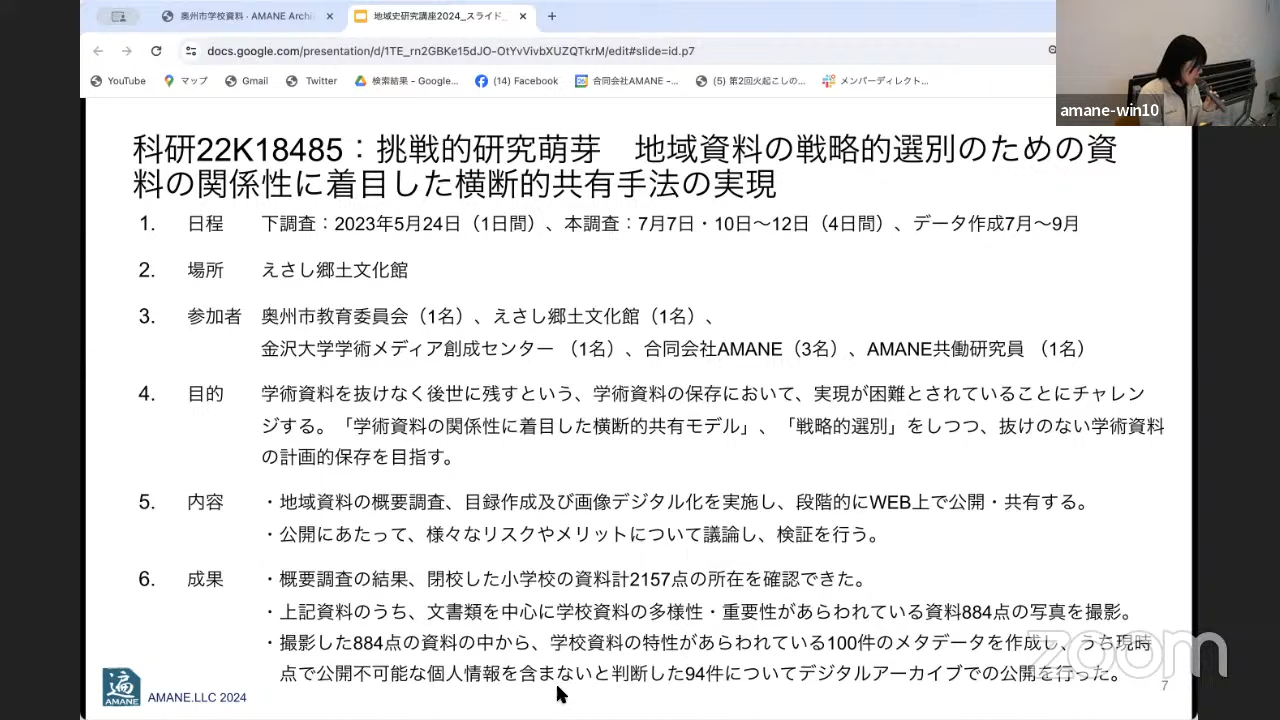 奥州市学校資料 · AMANE Archi
地域史研究講座2024_スライド_
docs.google.com/presentation/d/1TE_rn2GBKe15dJO-OtYvVivbXUZQTkrM/edit#slide=id.p7
YouTube マップ Gmail Twitter 検索結果 - Google... (14) Facebook 合同会社AMANE –... (5) 第2回火起こしの... メンバーディレクト...
amane-win10
科研22K18485：挑戦的研究萌芽　地域資料の戦略的選別のための資
料の関係性に着目した横断的共有手法の実現
1. 日程 下調査：2023年5月24日（1日間）、本調査：7月7日・10日〜12日（4日間）、データ作成7月〜9月
2. 場所 えさし郷土文化館
3. 参加者 奥州市教育委員会（1名）、えさし郷土文化館（1名）、
金沢大学学術メディア創成センター （1名）、合同会社AMANE（3名）、AMANE共働研究員 （1名）
4. 目的 学術資料を抜けなく後世に残すという、学術資料の保存において、実現が困難とされていることにチャレン
ジする。「学術資料の関係性に着目した横断的共有モデル」、「戦略的選別」をしつつ、抜けのない学術資料
の計画的保存を目指す。
5. 内容 ・地域資料の概要調査、目録作成及び画像デジタル化を実施し、段階的にWEB上で公開・共有する。
・公開にあたって、様々なリスクやメリットについて議論し、検証を行う。
6. 成果 ・概要調査の結果、閉校した小学校の資料計2157点の所在を確認できた。
・上記資料のうち、文書類を中心に学校資料の多様性・重要性があらわれている資料884点の写真を撮影。
・撮影した884点の資料の中から、学校資料の特性があらわれている100件のメタデータを作成し、うち現時
点で公開不可能な個人情報を含まないと判断した94件についてデジタルアーカイブでの公開を行った。
zoom
遍
AMANE
AMANE.LLC 2024
7